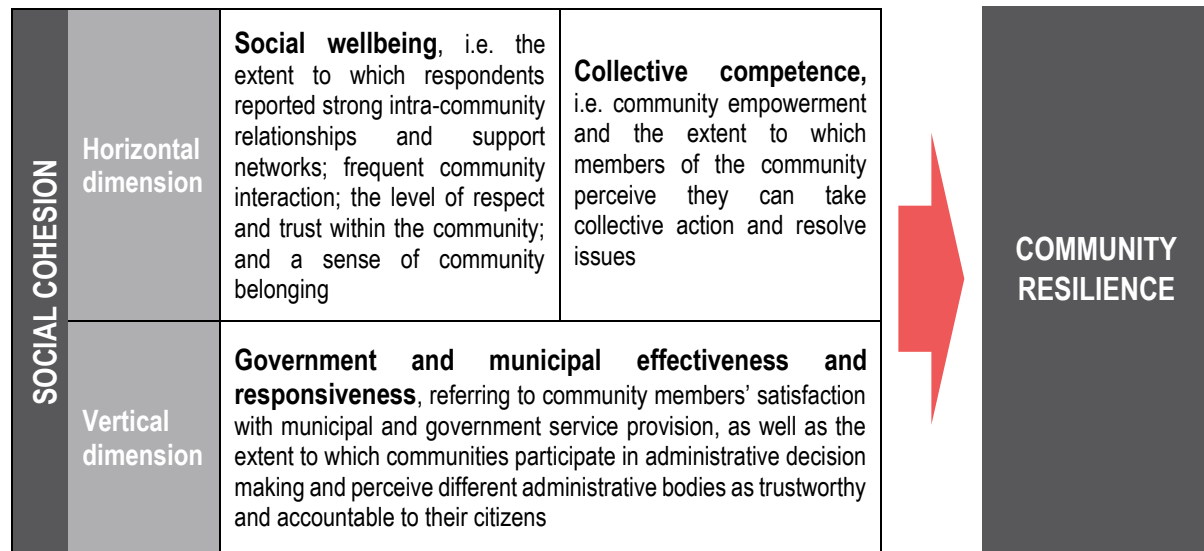 SOCIAL COHESION
Horizontal
dimension
Social wellbeing, i.e. the
extent to which respondents
reported strong intra-community
relationships and support
networks; frequent community
interaction; the level of respect
and trust within the community;
and a sense of community
belonging
Collective competence,
i.e. community empowerment
and the extent to which
members of the community
perceive they can take
collective action and resolve
issues
Vertical
dimension
Government and municipal effectiveness and
responsiveness, referring to community members’ satisfaction
with municipal and government service provision, as well as the
extent to which communities participate in administrative decision
making and perceive different administrative bodies as trustworthy
and accountable to their citizens
COMMUNITY
RESILIENCE